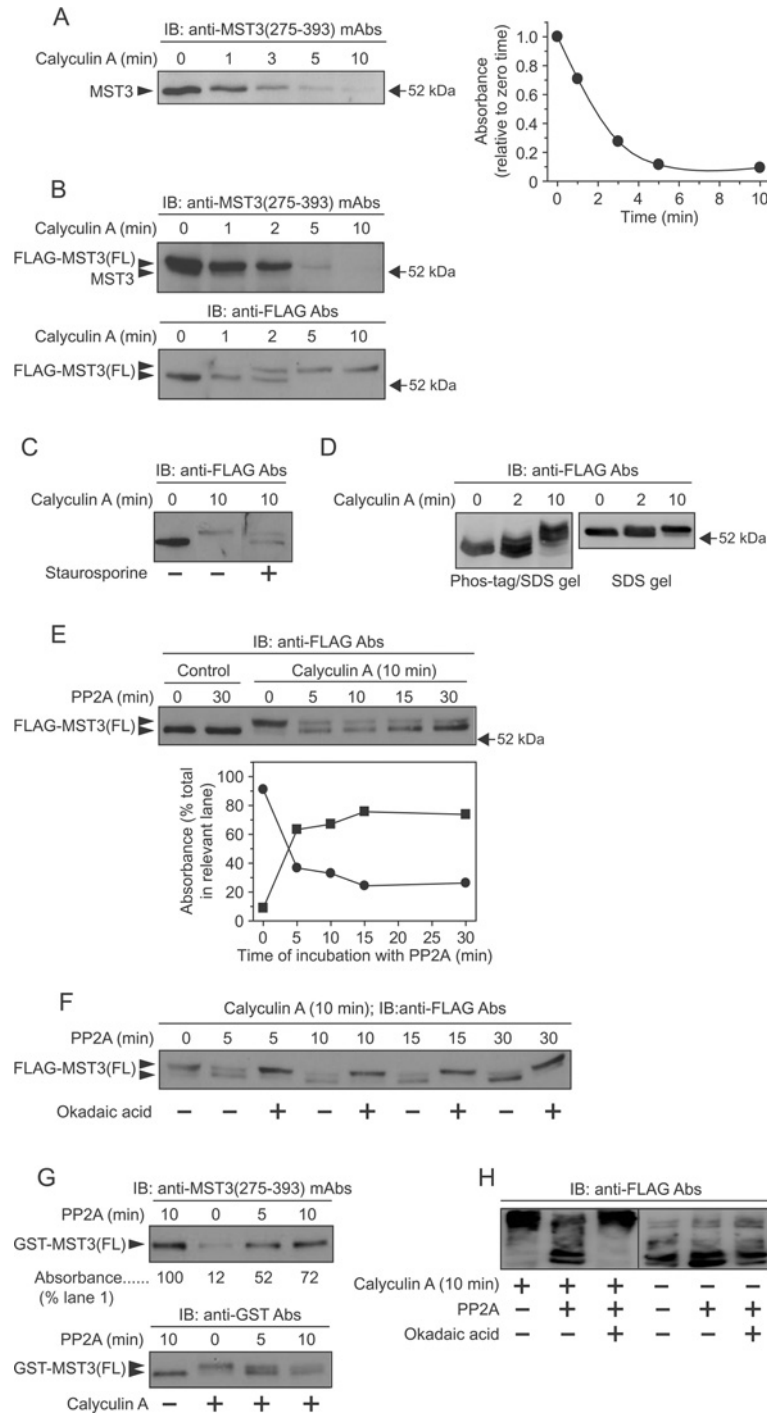 A
IB: anti-MST3(275-393) mAbs
Calyculin A (min) 0 1 3 5 10
MST3 52 kDa
Absorbance
(relative to zero time)
1.0
0.8
0.6
0.4
0.2
0
0 2 4 6 8 10
Time (min)
B
IB: anti-MST3(275-393) mAbs
Calyculin A (min) 0 1 2 5 10
FLAG-MST3(FL)
MST3 52 kDa
IB: anti-FLAG Abs
Calyculin A (min) 0 1 2 5 10
FLAG-MST3(FL)
52 kDa
C
IB: anti-FLAG Abs
Calyculin A (min) 0 10 10
Staurosporine − − +
D
IB: anti-FLAG Abs
Calyculin A (min) 0 2 10 0 2 10
52 kDa
Phos-tag/SDS gel SDS gel
E
IB: anti-FLAG Abs
Control Calyculin A (10 min)
PP2A (min) 0 30 0 5 10 15 30
FLAG-MST3(FL)
52 kDa
Absorbance (% total
in relevant lane)
100
80
60
40
20
0
0 5 10 15 20 25 30
Time of incubation with PP2A (min)
F
Calyculin A (10 min); IB:anti-FLAG Abs
PP2A (min) 0 5 5 10 10 15 15 30 30
FLAG-MST3(FL)
Okadaic acid − − + − + − + − +
G
IB: anti-MST3(275-393) mAbs
PP2A (min) 10 0 5 10
GST-MST3(FL)
Absorbance...... 100 12 52 72
(% lane 1)
IB: anti-GST Abs
PP2A (min) 10 0 5 10
GST-MST3(FL)
Calyculin A − + + +
H
IB: anti-FLAG Abs
Calyculin A (10 min) + + + − − −
PP2A − + + − + +
Okadaic acid − − + − − +